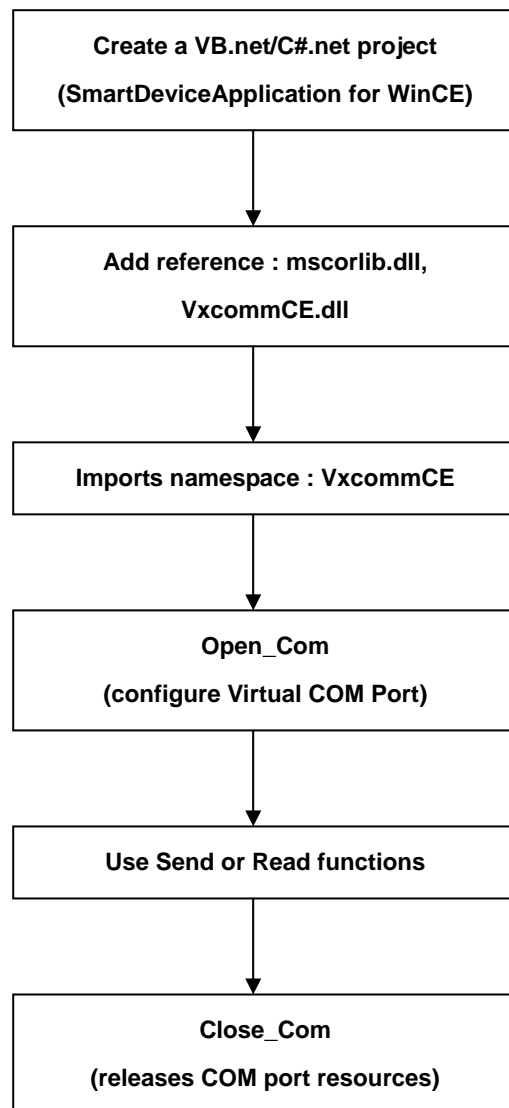 Create a VB.net/C#.net project
(SmartDeviceApplication for WinCE)
Add reference : mscorlib.dll,
VxcommCE.dll
Imports namespace : VxcommCE
Open_Com
(configure Virtual COM Port)
Use Send or Read functions
Close_Com
(releases COM port resources)